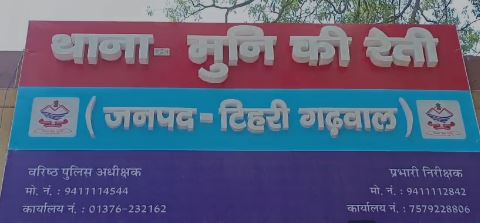 थाना मुनि की रेती
( जनपद - टिहरी गढ़वाल )
वरिष्ठ पुलिस अधीक्षक
मो. नं. : 9411114544
कार्यालय नं. : 01376-232162
प्रभारी निरीक्षक
मो. नं. : 9411112842
कार्यालय नं. : 7579228806